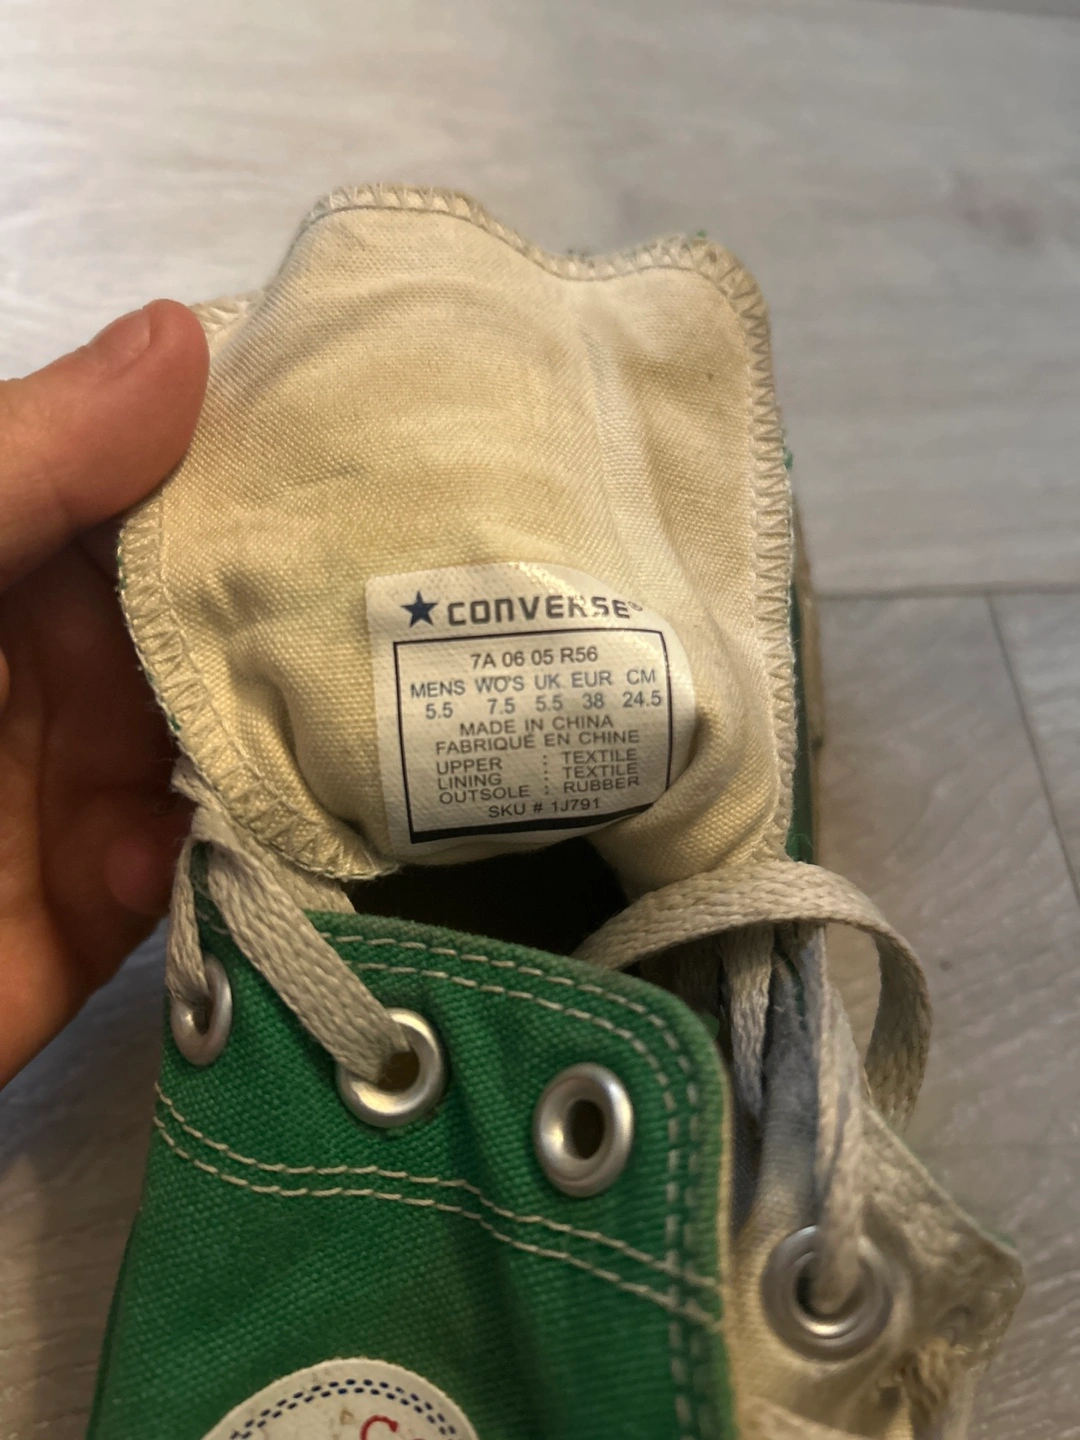 CONVERSE®
7A 06 05 R56
MENS WO'S UK EUR CM
5.5 7.5 5.5 38 24.5
MADE IN CHINA
FABRIQUÉ EN CHINE
UPPER : TEXTILE
LINING : TEXTILE
OUTSOLE : RUBBER
SKU # 1J791